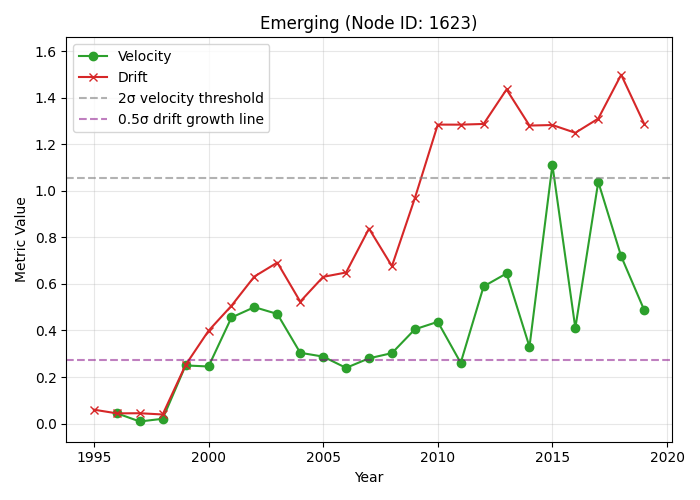 Emerging (Node ID: 1623)
Velocity
Drift
2σ velocity threshold
0.5σ drift growth line
Metric Value
1.6
1.4
1.2
1.0
0.8
0.6
0.4
0.2
0.0
1995
2000
2005
2010
2015
2020
Year